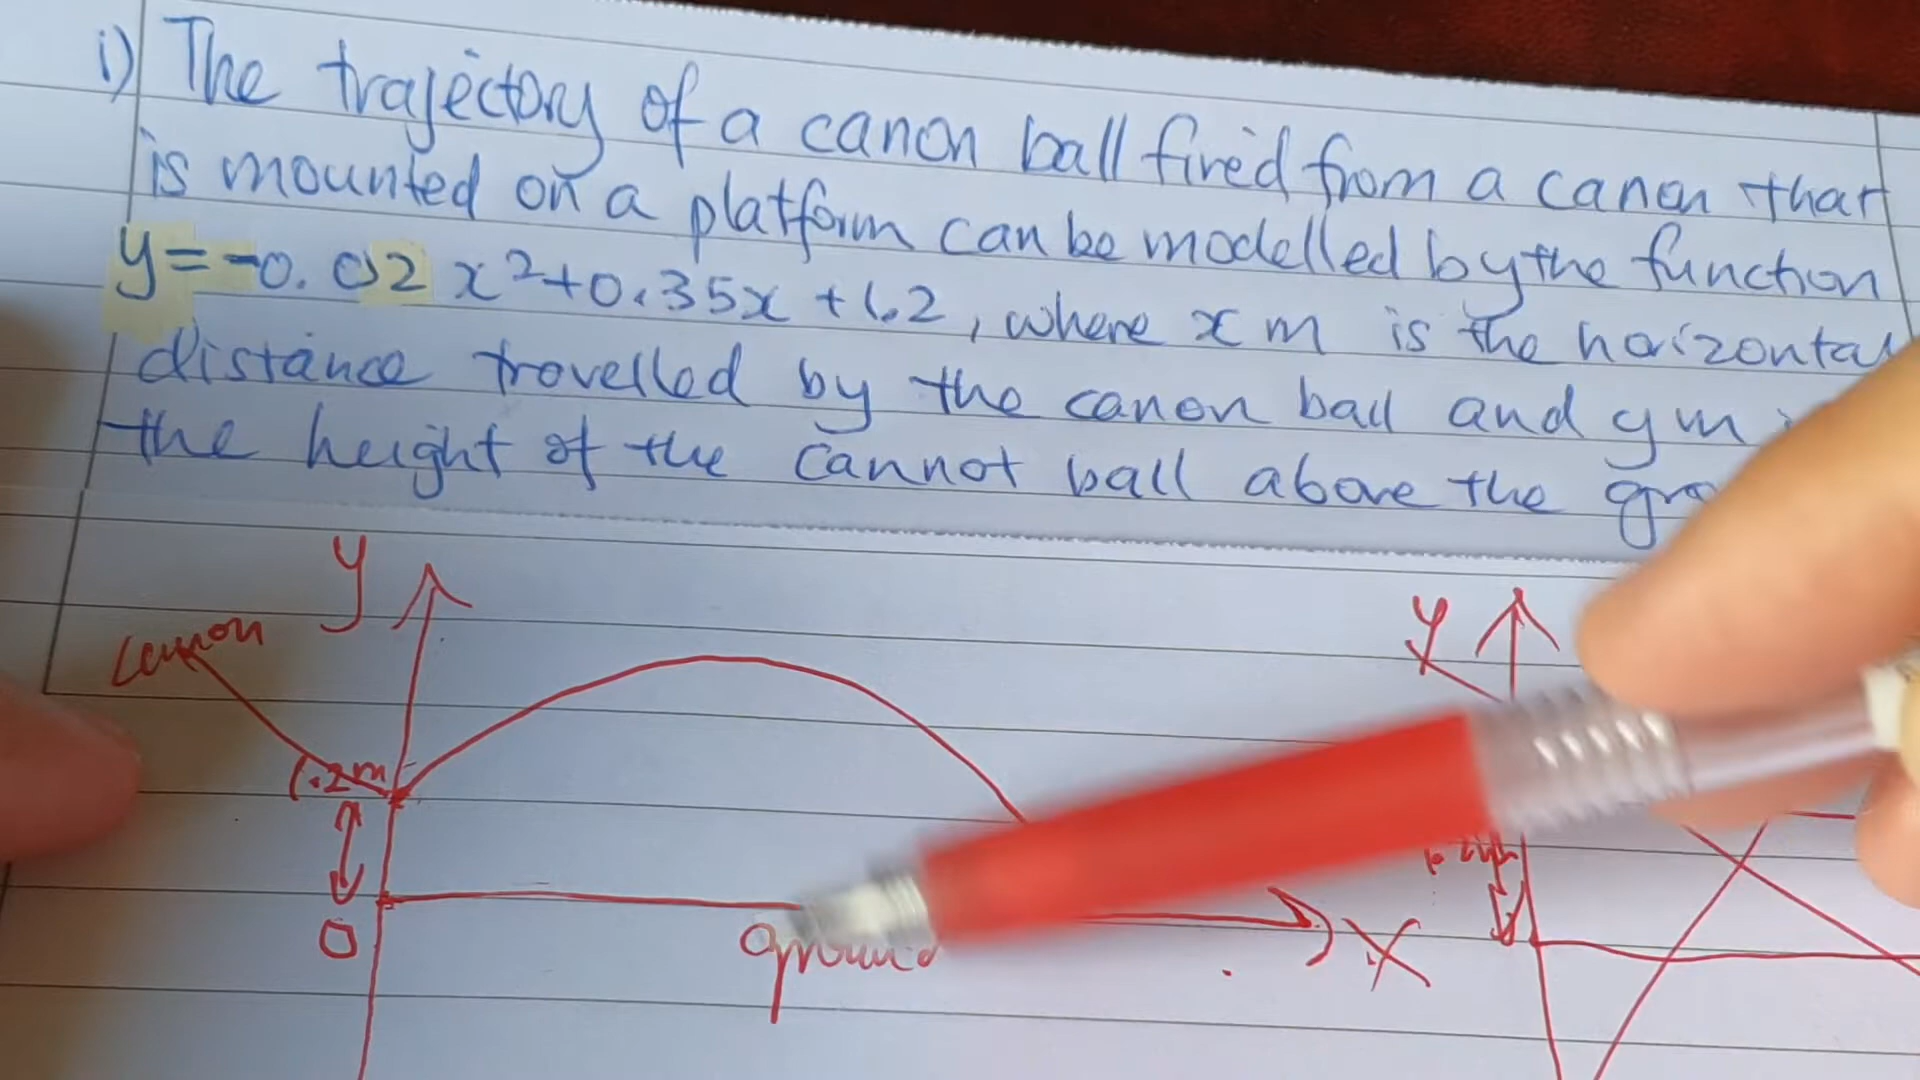 i) The trajectory of a canon ball fired from a canon that
is mounted on a platform can be modelled by the function
y = -0.02 x² + 0.35x + 1.2, where x m is the horizontal
distance travelled by the canon ball and y m
the height of the cannot ball above the
y
canon
1.2m
0
ground
X
y